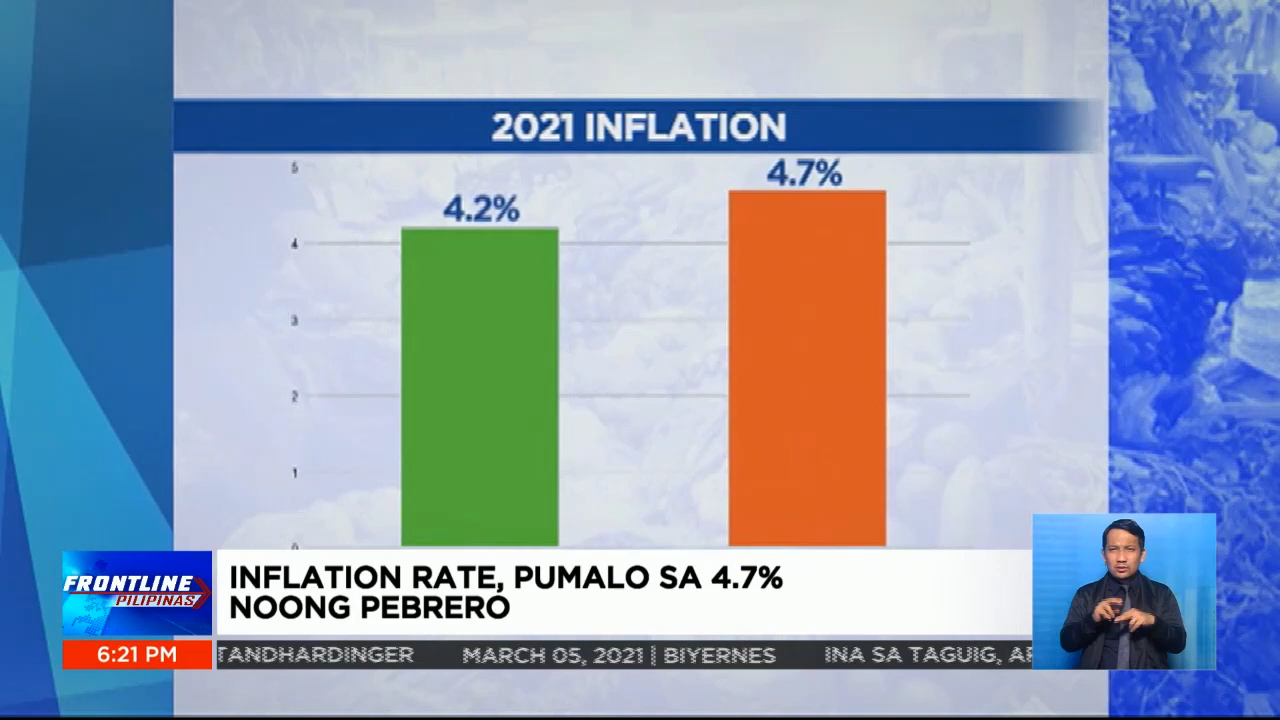 2021 INFLATION
5
4.7%
4.2%
4
3
2
1
0
INFLATION RATE, PUMALO SA 4.7%
NOONG PEBRERO
FRONTLINE
PILIPINAS
6:21 PM
TANDHARDINGER MARCH 05, 2021 | BIYERNES INA SA TAGUIG,